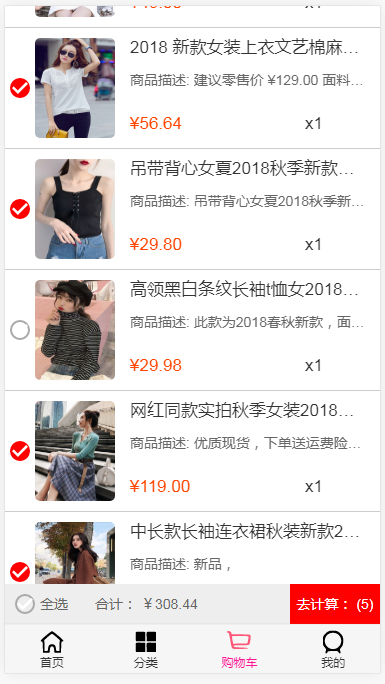 2018 新款女装上衣文艺棉麻...
商品描述: 建议零售价 ¥129.00 面料...
¥56.64 x1
吊带背心女夏2018秋季新款...
商品描述: 吊带背心女夏2018秋季新...
¥29.80 x1
高领黑白条纹长袖t恤女2018...
商品描述: 此款为2018春秋新款，面...
¥29.98 x1
网红同款实拍秋季女装2018...
商品描述: 优质现货，下单送运费险...
¥119.00 x1
中长款长袖连衣裙秋装新款2...
商品描述: 新品，
全选 合计：￥308.44 去计算： (5)
首页 分类 购物车 我的